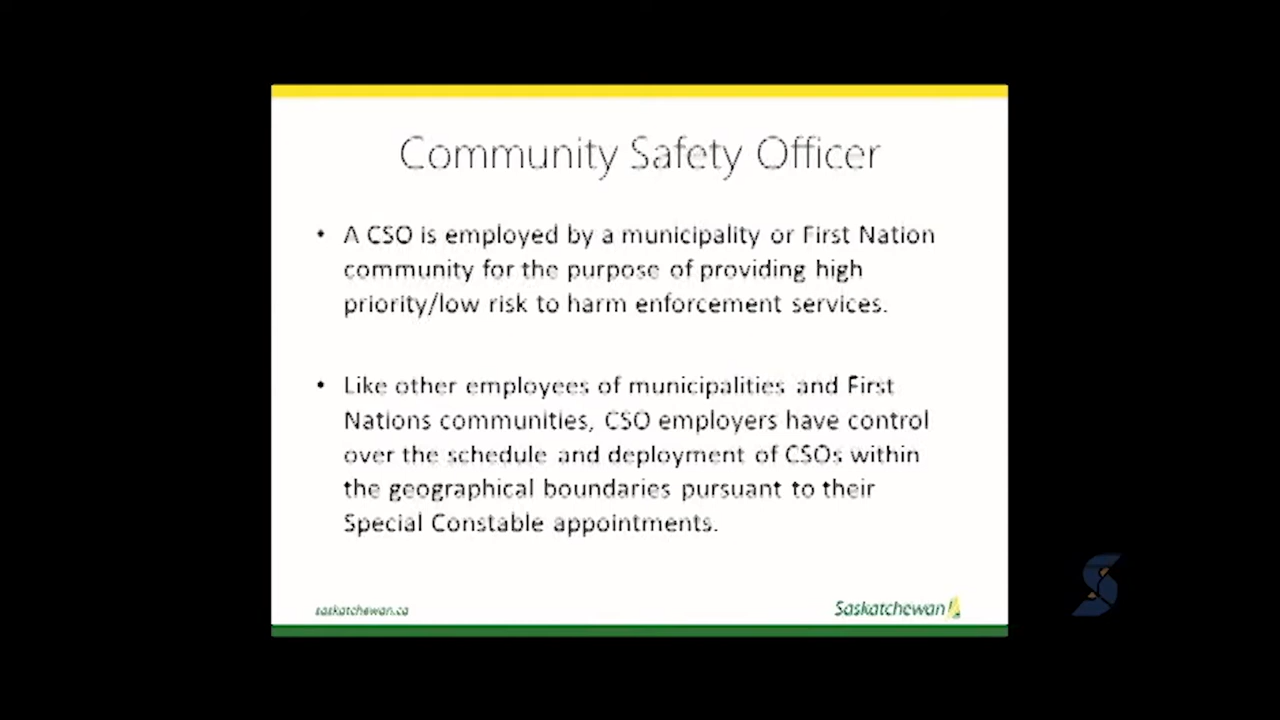 Community Safety Officer
• A CSO is employed by a municipality or First Nation
community for the purpose of providing high
priority/low risk to harm enforcement services.
• Like other employees of municipalities and First
Nations communities, CSO employers have control
over the schedule and deployment of CSOs within
the geographical boundaries pursuant to their
Special Constable appointments.
saskatchewan.ca
Saskatchewan
S